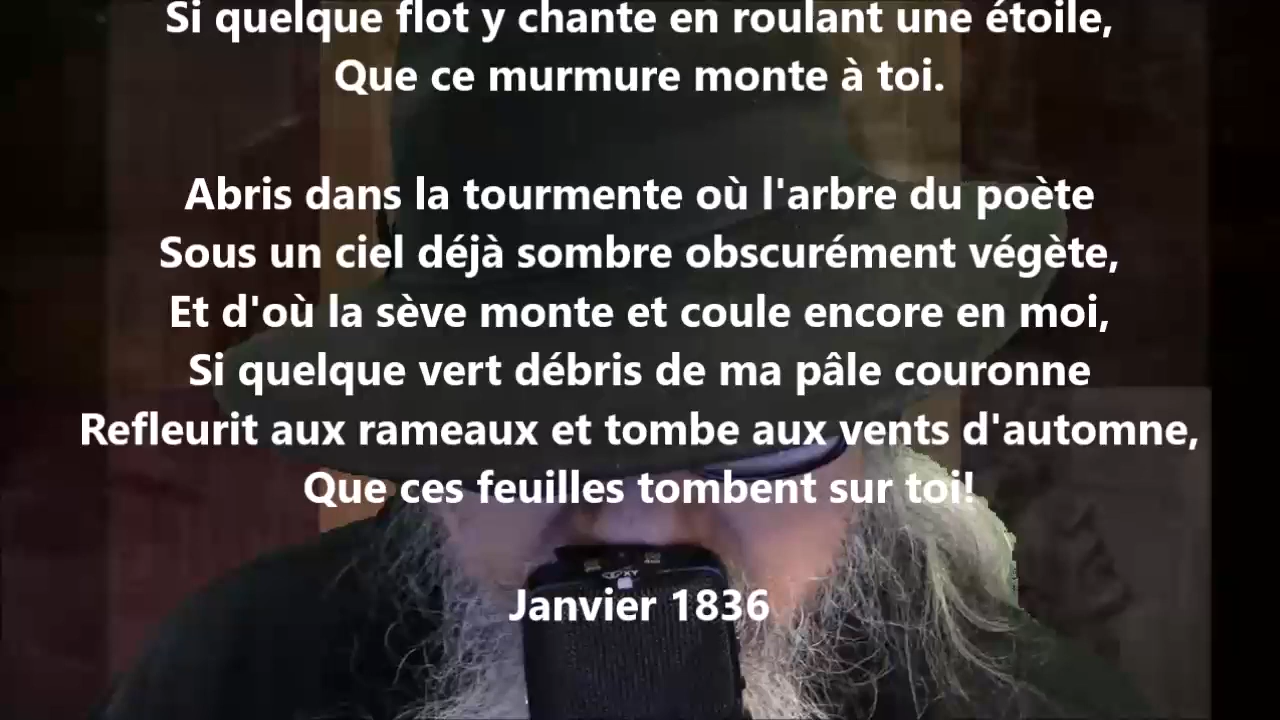 Si quelque flot y chante en roulant une étoile,
Que ce murmure monte à toi.
Abris dans la tourmente où l'arbre du poète
Sous un ciel déjà sombre obscurément végète,
Et d'où la sève monte et coule encore en moi,
Si quelque vert débris de ma pâle couronne
Refleurit aux rameaux et tombe aux vents d'automne,
Que ces feuilles tombent sur toi!
Janvier 1836
XY